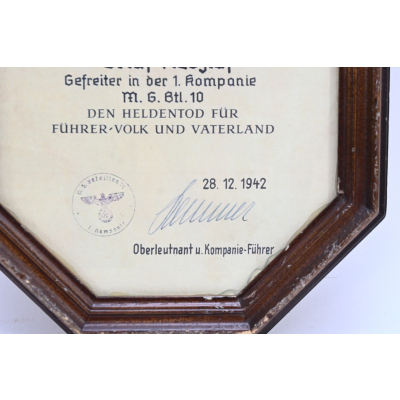 Gefreiter in der 1. Kompanie
M. G. Btl. 10
DEN HELDENTOD FÜR
FÜHRER-VOLK UND VATERLAND
28. 12. 1942
Oberleutnant u. Kompanie-Führer